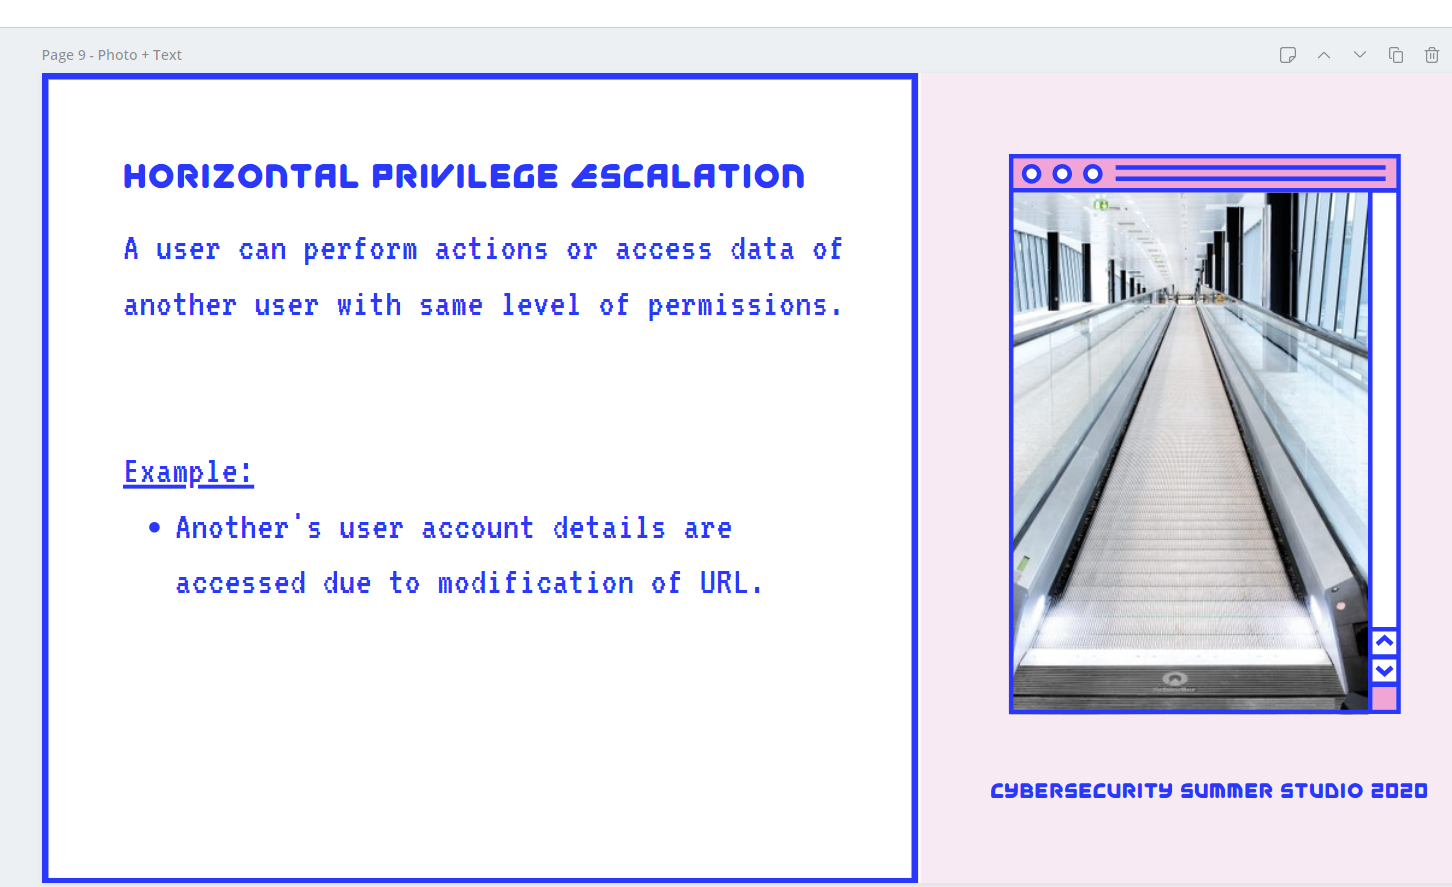 Page 9 - Photo + Text
HORIZONTAL PRIVILEGE ESCALATION
A user can perform actions or access data of
another user with same level of permissions.
Example:
• Another's user account details are
accessed due to modification of URL.
CYBERSECURITY SUMMER STUDIO 2020